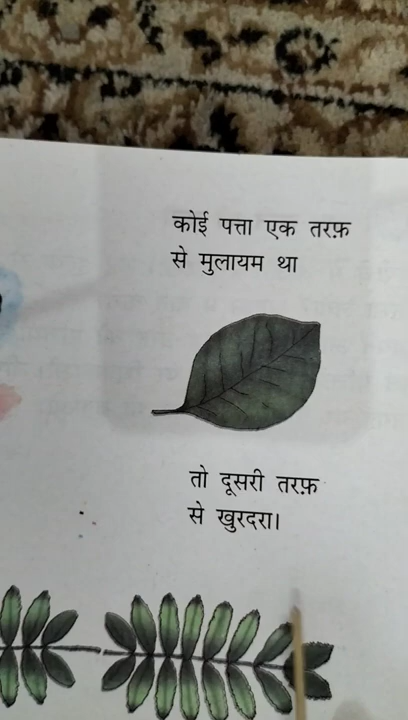 कोई पत्ता एक तरफ़
से मुलायम था
तो दूसरी तरफ़
से खुरदरा।